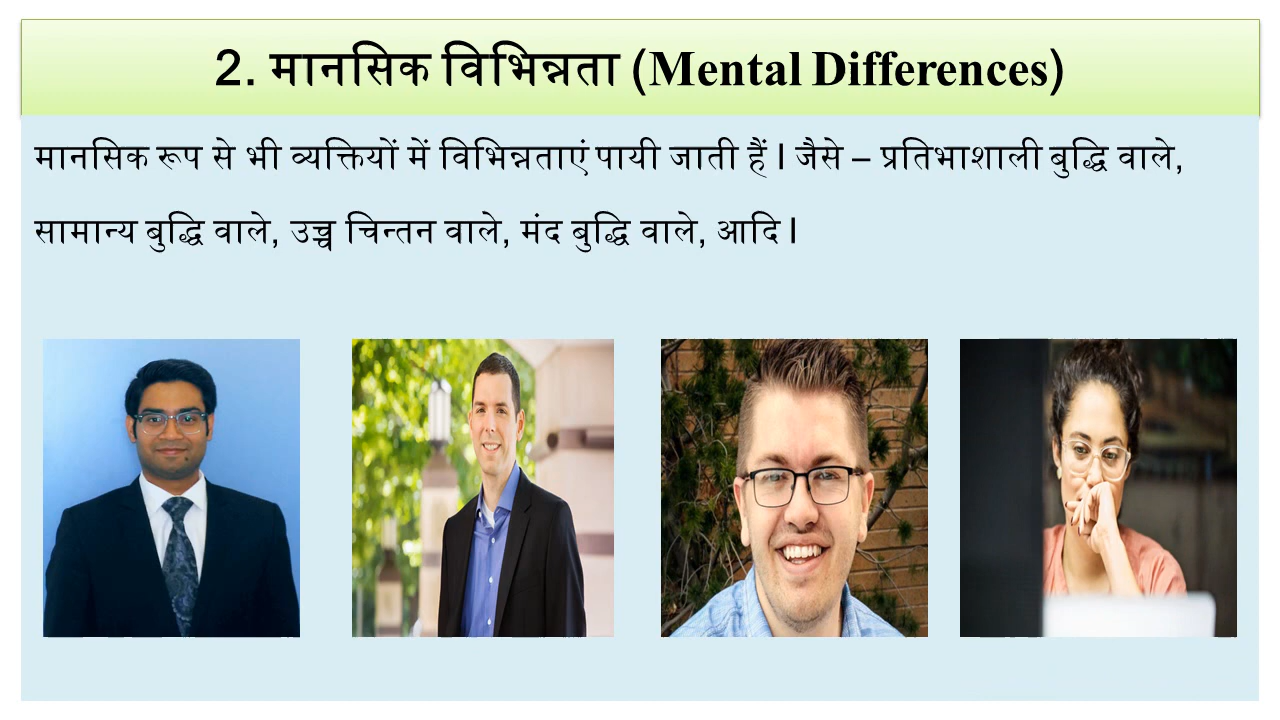 2. मानसिक विभिन्नता (Mental Differences)
मानसिक रूप से भी व्यक्तियों में विभिन्नताएं पायी जाती हैं। जैसे – प्रतिभाशाली बुद्धि वाले,
सामान्य बुद्धि वाले, उच्च चिन्तन वाले, मंद बुद्धि वाले, आदि।